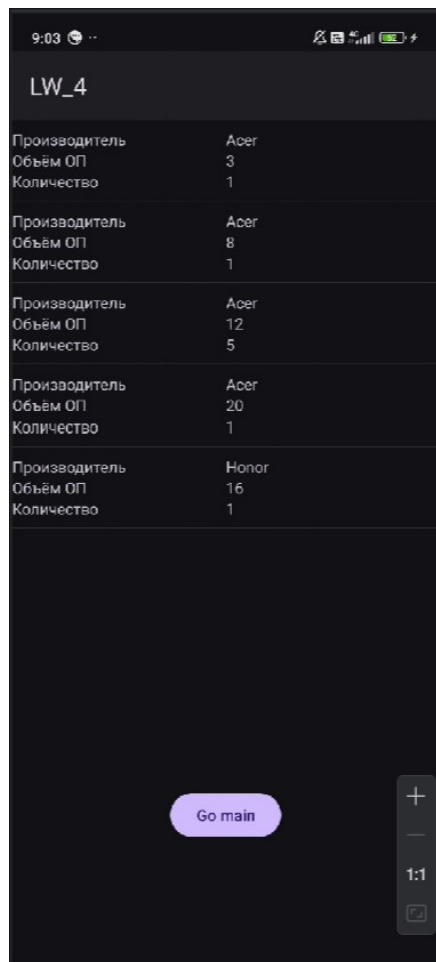 9:03
4G 92
LW_4
Производитель Acer
Объём ОП 3
Количество 1
Производитель Acer
Объём ОП 8
Количество 1
Производитель Acer
Объём ОП 12
Количество 5
Производитель Acer
Объём ОП 20
Количество 1
Производитель Honor
Объём ОП 16
Количество 1
Go main
1:1